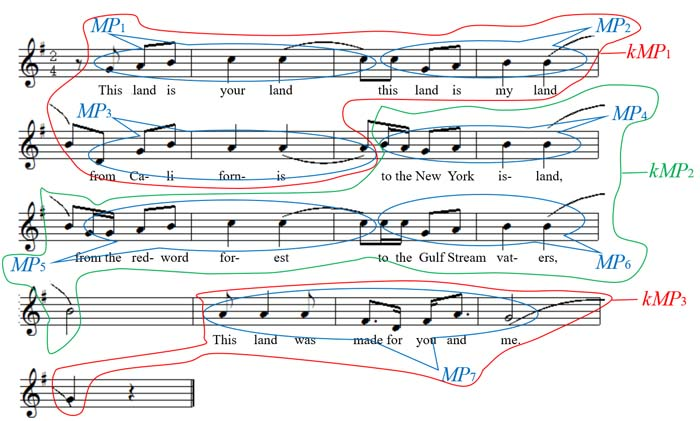 MP1 MP2
2
4
kMP1
This land is your land this land is my land
MP3 MP4
from Ca- li forn- is to the New York is- land,
kMP2
from the red- word for- est to the Gulf Stream vat- ers,
MP5 MP6
kMP3
This land was made for you and me.
MP7